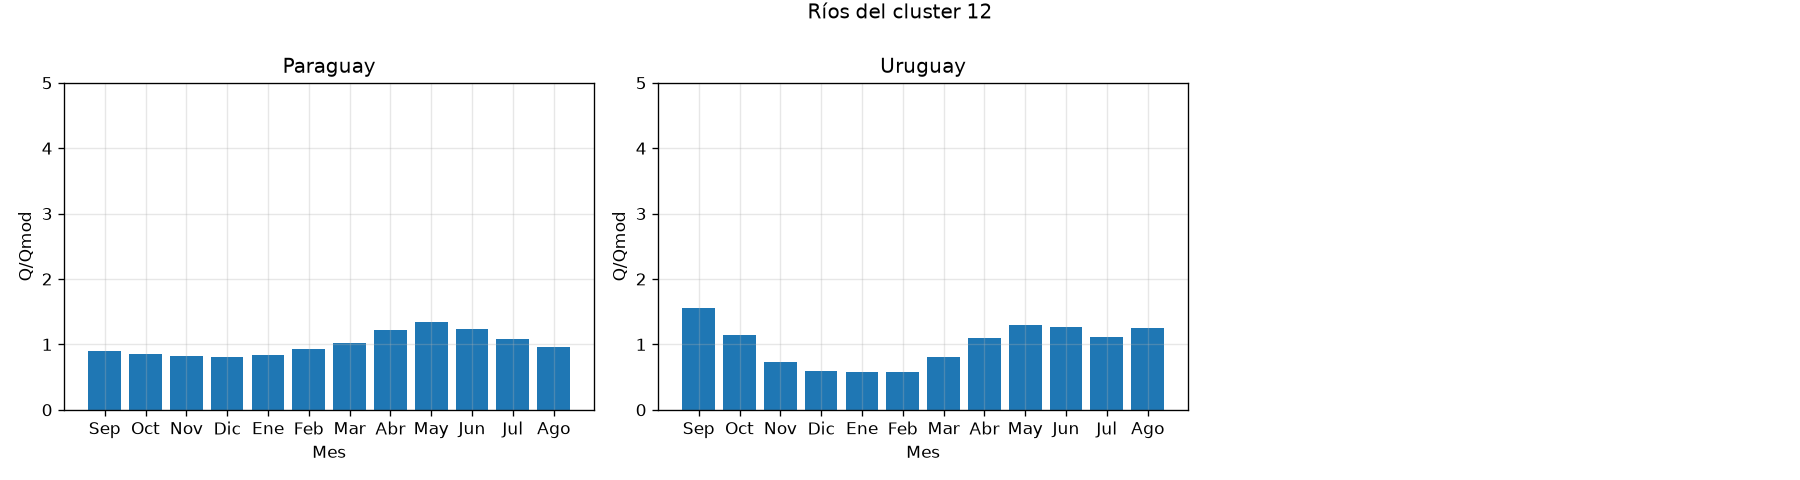 Ríos del cluster 12
Paraguay
5
4
3
2
1
0
Q/Qmod
Sep Oct Nov Dic Ene Feb Mar Abr May Jun Jul Ago
Mes
Uruguay
5
4
3
2
1
0
Q/Qmod
Sep Oct Nov Dic Ene Feb Mar Abr May Jun Jul Ago
Mes